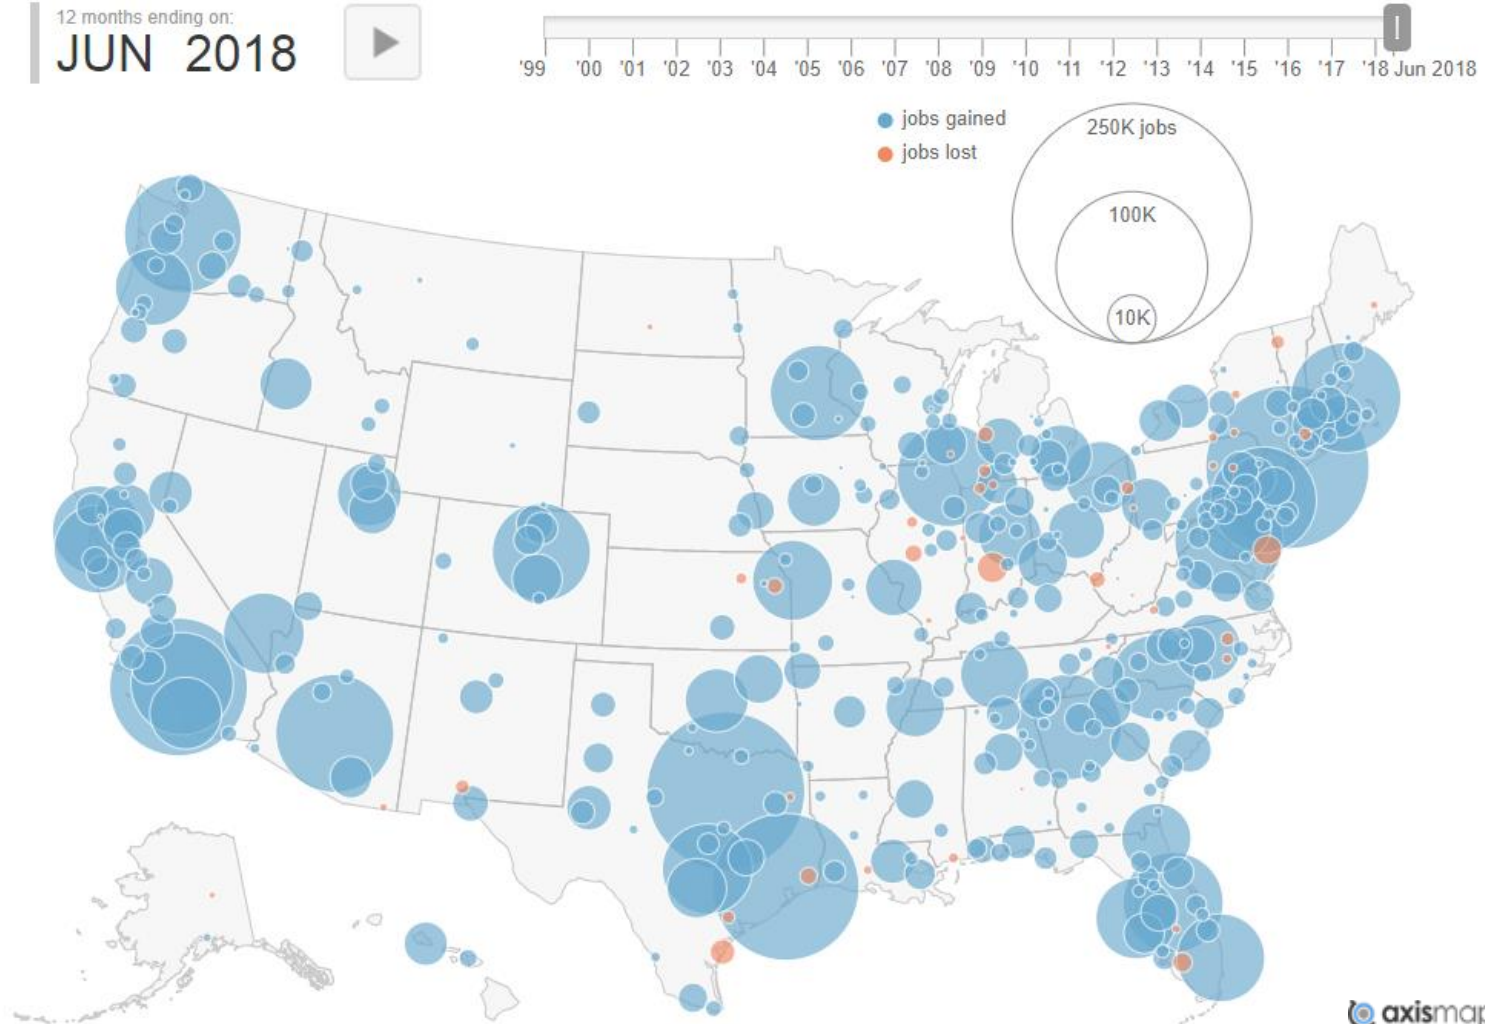 12 months ending on:
JUN 2018
'99 '00 '01 '02 '03 '04 '05 '06 '07 '08 '09 '10 '11 '12 '13 '14 '15 '16 '17 '18 Jun 2018
jobs gained
jobs lost
250K jobs
100K
10K
axismap